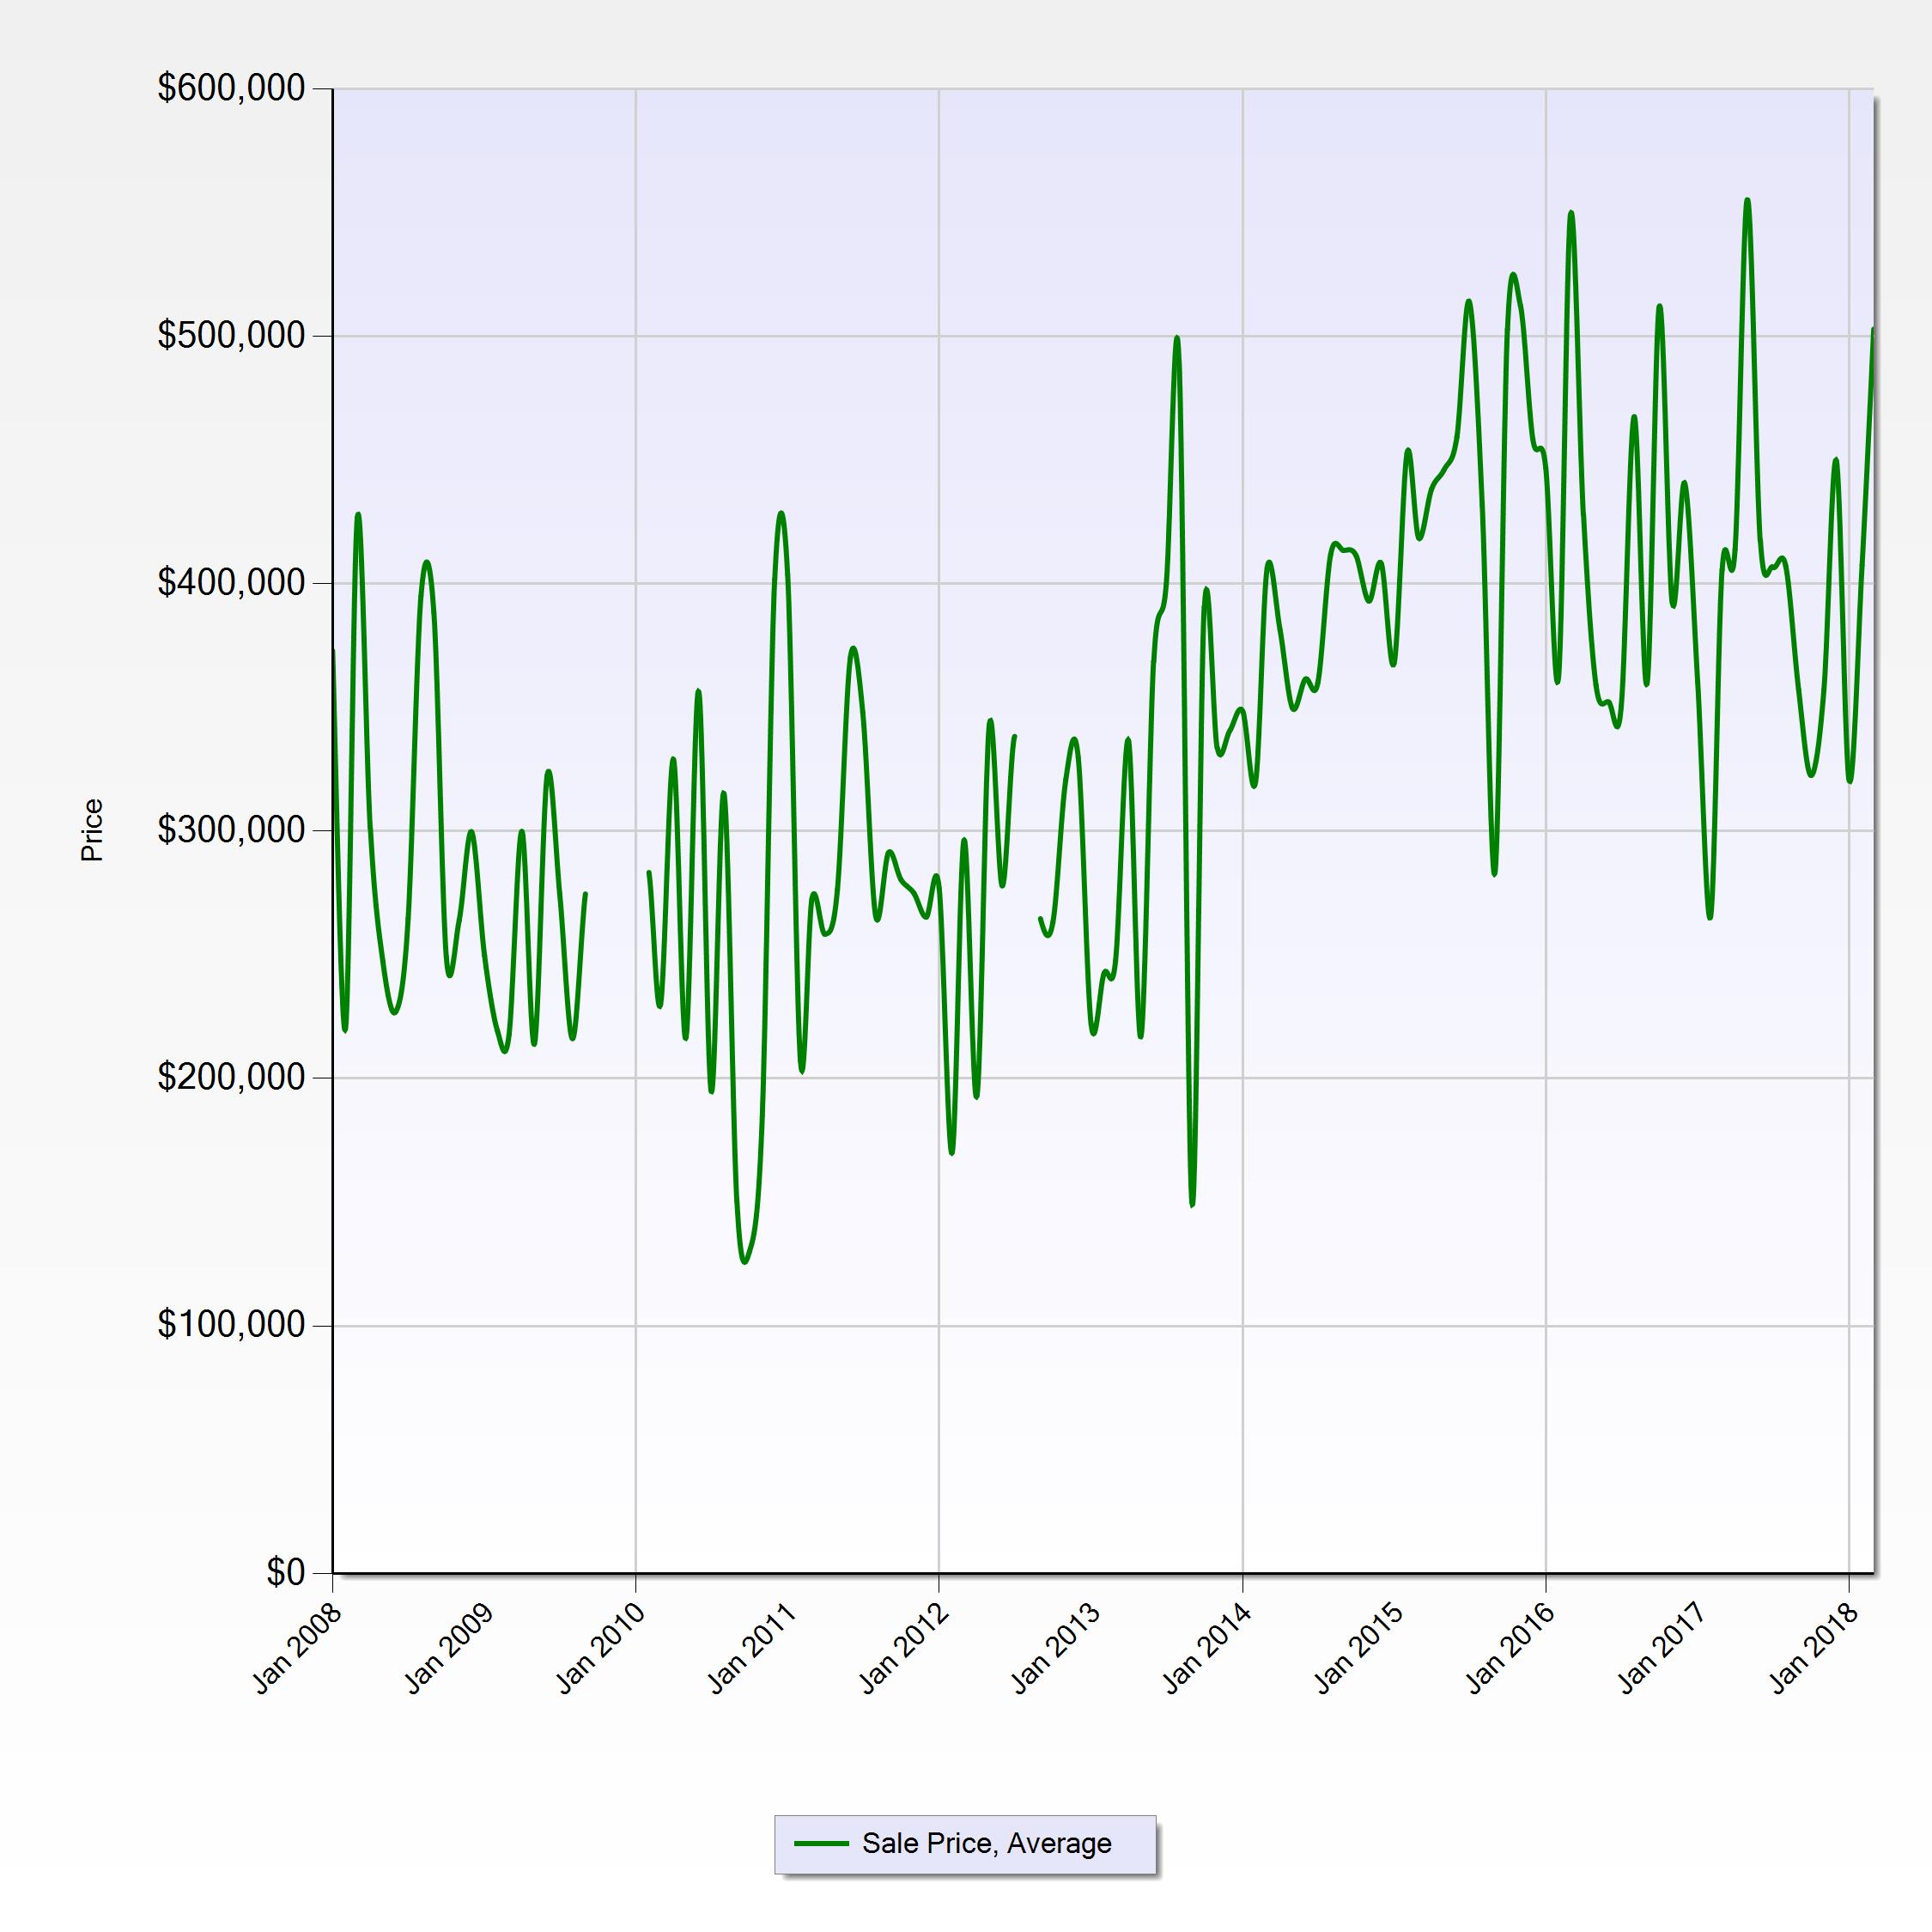 $600,000
$500,000
$400,000
$300,000
$200,000
$100,000
$0
Price
Jan 2008
Jan 2009
Jan 2010
Jan 2011
Jan 2012
Jan 2013
Jan 2014
Jan 2015
Jan 2016
Jan 2017
Jan 2018
Sale Price, Average